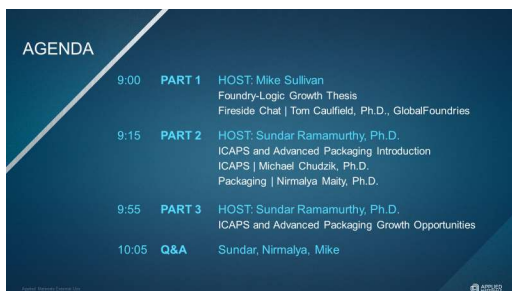 AGENDA
9:00 PART 1 HOST: Mike Sullivan
Foundry-Logic Growth Thesis
Fireside Chat | Tom Caulfield, Ph.D., GlobalFoundries
9:15 PART 2 HOST: Sundar Ramamurthy, Ph.D.
ICAPS and Advanced Packaging Introduction
ICAPS | Michael Chudzik, Ph.D.
Packaging | Nirmalya Maity, Ph.D.
9:55 PART 3 HOST: Sundar Ramamurthy, Ph.D.
ICAPS and Advanced Packaging Growth Opportunities
10:05 Q&A Sundar, Nirmalya, Mike
APPLIED